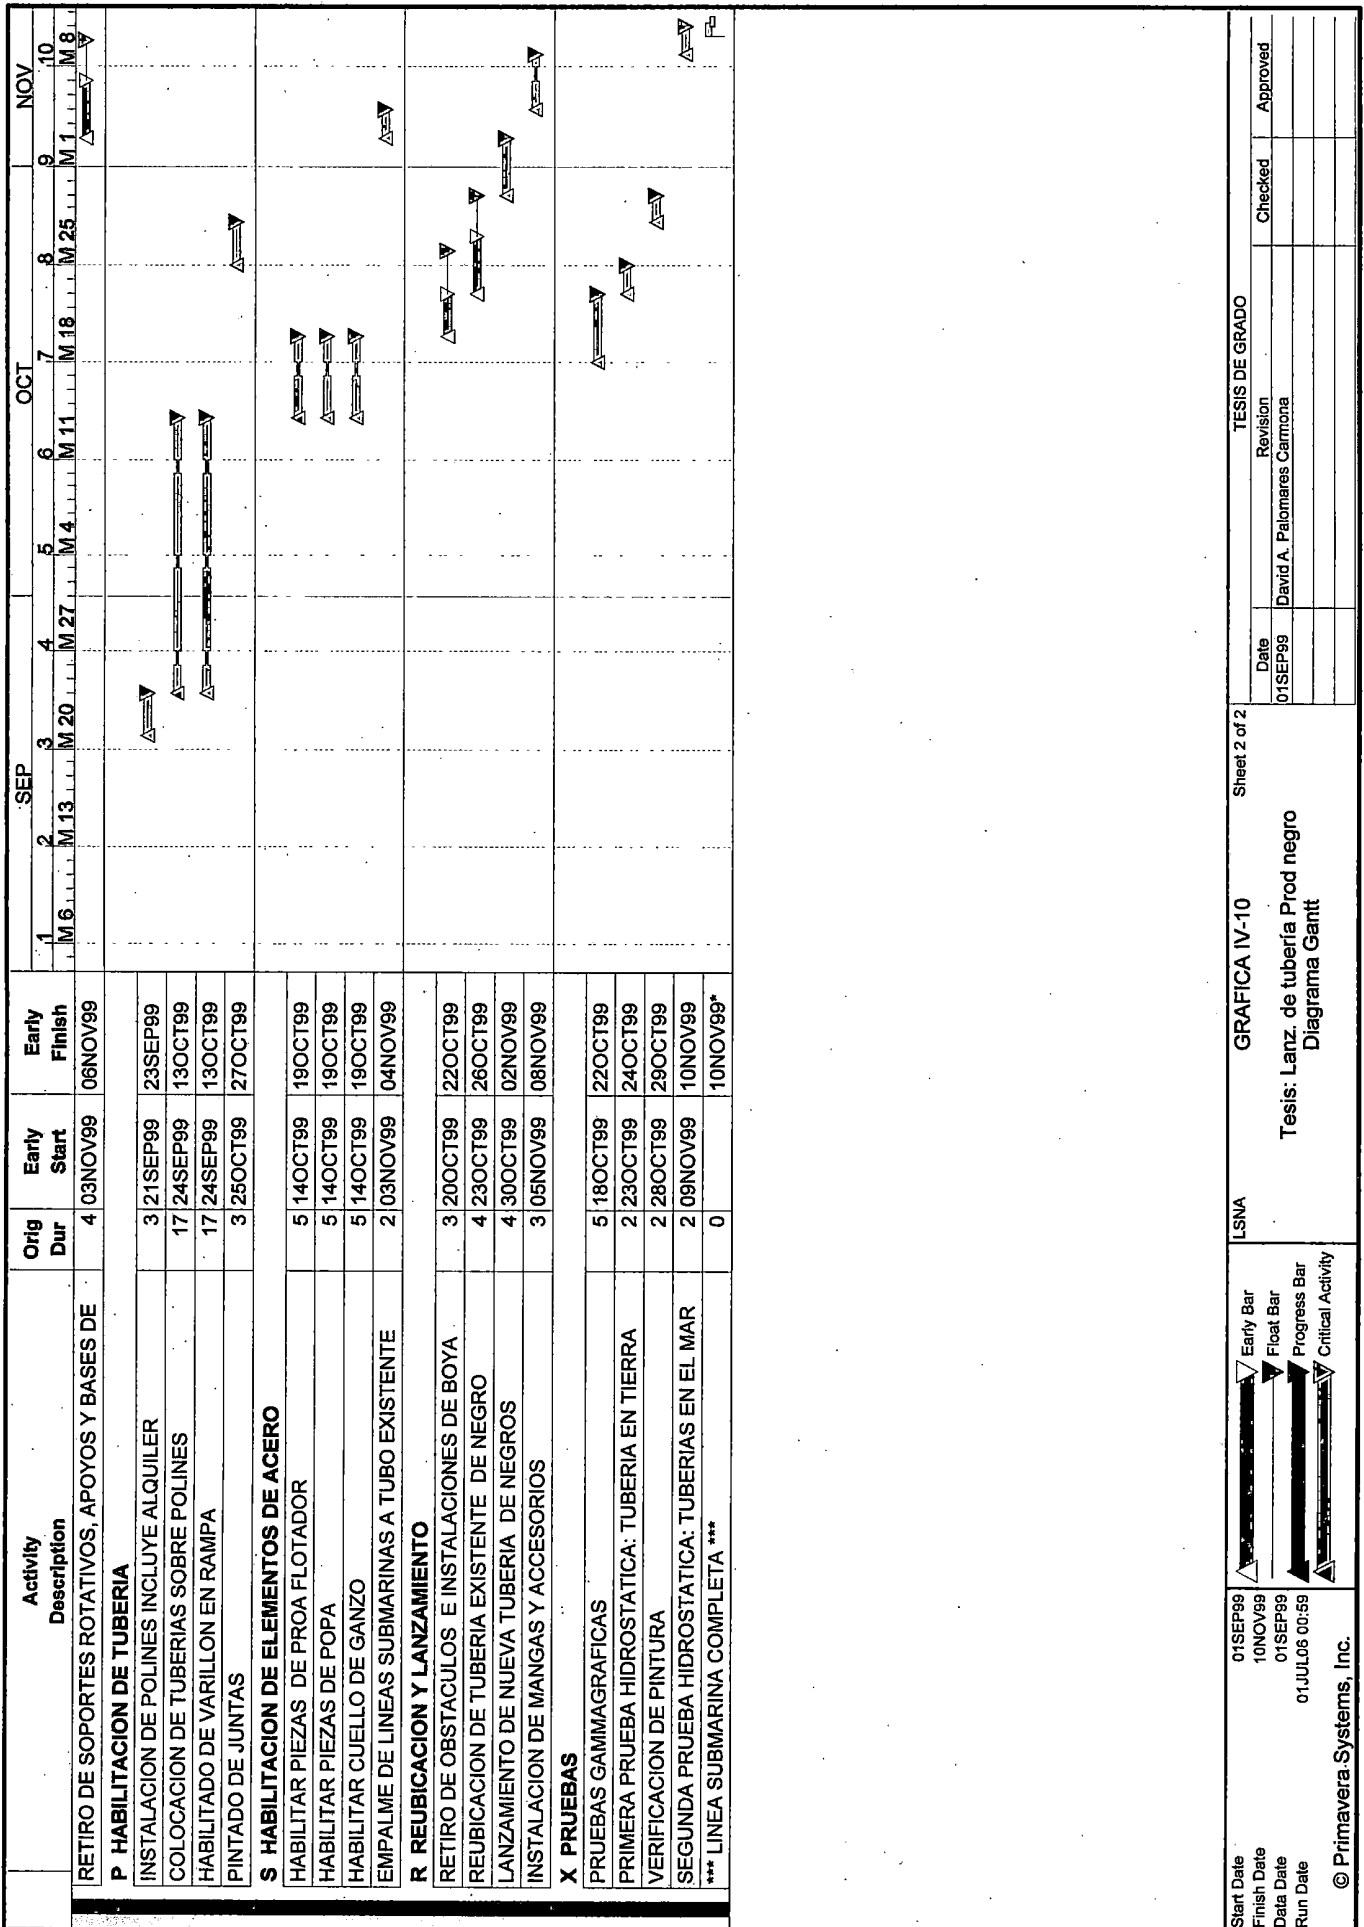 Activity Description Orig Dur Early Start Early Finish
SEP OCT NOV
1 2 3 4 5 6 7 8 9 10
M 6 M 13 M 20 M 27 M 4 M 11 M 18 M 25 M 1 M 8
RETIRO DE SOPORTES ROTATIVOS, APOYOS Y BASES DE 4 03NOV99 06NOV99
P HABILITACION DE TUBERIA
INSTALACION DE POLINES INCLUYE ALQUILER 3 21SEP99 23SEP99
COLOCACION DE TUBERIAS SOBRE POLINES 17 24SEP99 13OCT99
HABILITADO DE VARILLON EN RAMPA 17 24SEP99 13OCT99
PINTADO DE JUNTAS 3 25OCT99 27OCT99
S HABILITACION DE ELEMENTOS DE ACERO
HABILITAR PIEZAS DE PROA FLOTADOR 5 14OCT99 19OCT99
HABILITAR PIEZAS DE POPA 5 14OCT99 19OCT99
HABILITAR CUELLO DE GANZO 5 14OCT99 19OCT99
EMPALME DE LINEAS SUBMARINAS A TUBO EXISTENTE 2 03NOV99 04NOV99
R REUBICACION Y LANZAMIENTO
RETIRO DE OBSTACULOS E INSTALACIONES DE BOYA 3 20OCT99 22OCT99
REUBICACION DE TUBERIA EXISTENTE DE NEGRO 4 23OCT99 26OCT99
LANZAMIENTO DE NUEVA TUBERIA DE NEGROS 4 30OCT99 02NOV99
INSTALACION DE MANGAS Y ACCESORIOS 3 05NOV99 08NOV99
X PRUEBAS
PRUEBAS GAMMAGRAFICAS 5 18OCT99 22OCT99
PRIMERA PRUEBA HIDROSTATICA: TUBERIA EN TIERRA 2 23OCT99 24OCT99
VERIFICACION DE PINTURA 2 28OCT99 29OCT99
SEGUNDA PRUEBA HIDROSTATICA: TUBERIAS EN EL MAR 2 09NOV99 10NOV99
*** LINEA SUBMARINA COMPLETA *** 0 10NOV99*
Start Date 01SEP99
Finish Date 10NOV99
Data Date 01SEP99
Run Date 01JUL06 00:59
© Primavera Systems, Inc.
Early Bar
Float Bar
Progress Bar
Critical Activity
LSNA
GRAFICA IV-10
Tesis: Lanz. de tubería Prod negro
Diagrama Gantt
Sheet 2 of 2
TESIS DE GRADO
Date Revision Checked Approved
01SEP99 David A. Palomares Carmona